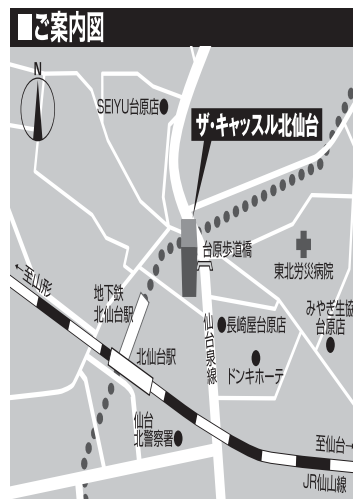 ■ご案内図
N
SEIYU台原店●
ザ・キャッスル北仙台
台原歩道橋
東北労災病院
←至山形
地下鉄
北仙台駅
みやぎ生協
台原店
仙台泉線
●長崎屋台原店
北仙台駅
ドンキホーテ
仙台
北警察署●
至仙台→
JR仙山線